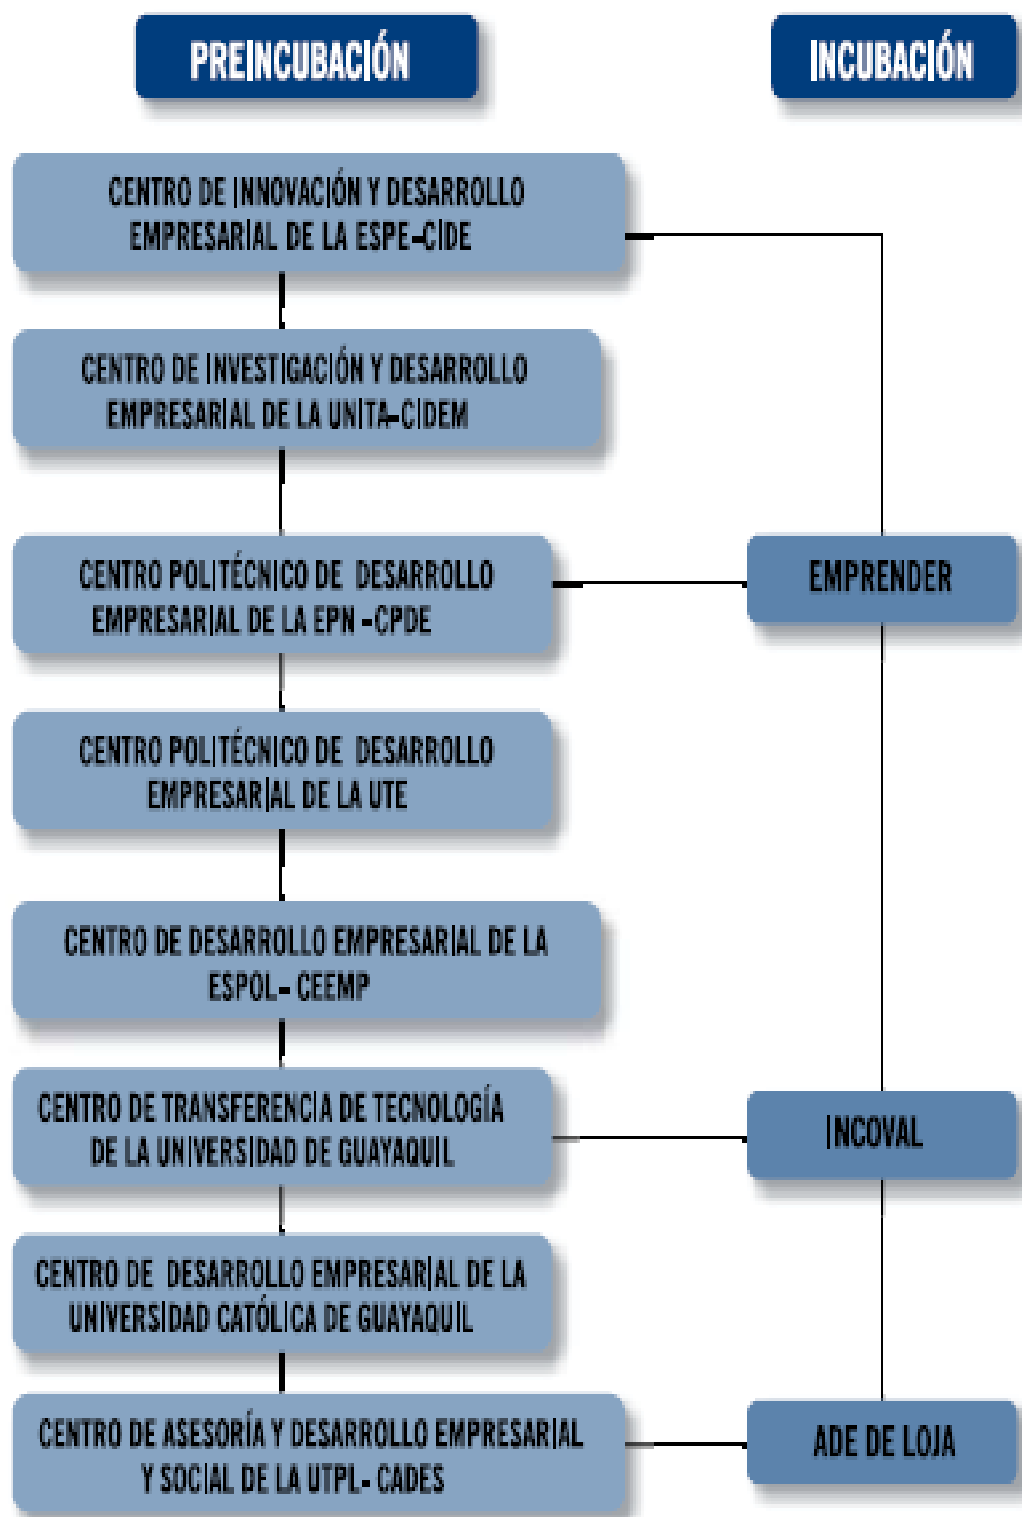 PREINCUBACIÓN
INCUBACIÓN
CENTRO DE INNOVACIÓN Y DESARROLLO
EMPRESARIAL DE LA ESPE-CIDE
CENTRO DE INVESTIGACIÓN Y DESARROLLO
EMPRESARIAL DE LA UNITA-CIDEM
CENTRO POLITÉCNICO DE DESARROLLO
EMPRESARIAL DE LA EPN -CPDE
EMPRENDER
CENTRO POLITÉCNICO DE DESARROLLO
EMPRESARIAL DE LA UTE
CENTRO DE DESARROLLO EMPRESARIAL DE LA
ESPOL- CEEMP
CENTRO DE TRANSFERENCIA DE TECNOLOGÍA
DE LA UNIVERSIDAD DE GUAYAQUIL
INCOVAL
CENTRO DE DESARROLLO EMPRESARIAL DE LA
UNIVERSIDAD CATÓLICA DE GUAYAQUIL
CENTRO DE ASESORÍA Y DESARROLLO EMPRESARIAL
Y SOCIAL DE LA UTPL- CADES
ADE DE LOJA